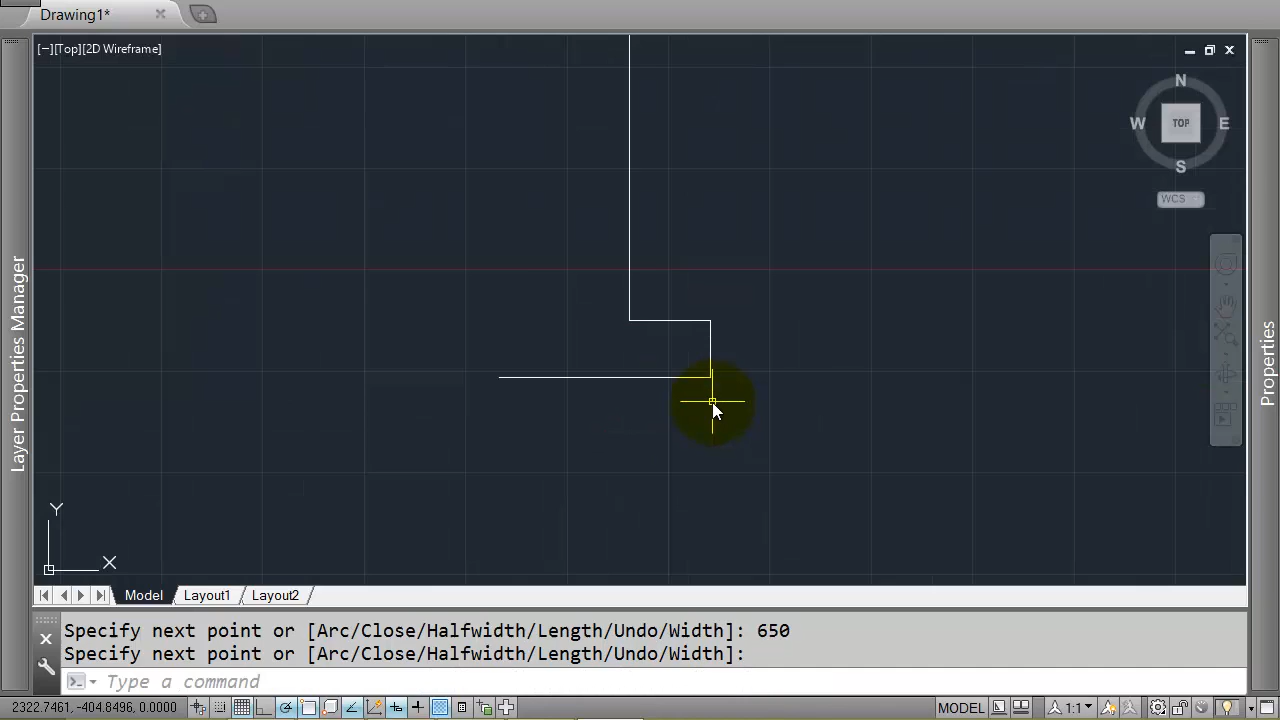 Drawing1*
[−][Top][2D Wireframe]
N
W
TOP
E
S
WCS
Layer Properties Manager
Properties
Y
X
Model
Layout1
Layout2
Specify next point or [Arc/Close/Halfwidth/Length/Undo/Width]: 650
Specify next point or [Arc/Close/Halfwidth/Length/Undo/Width]:
Type a command
2322.7461, -404.8496, 0.0000
MODEL
1:1